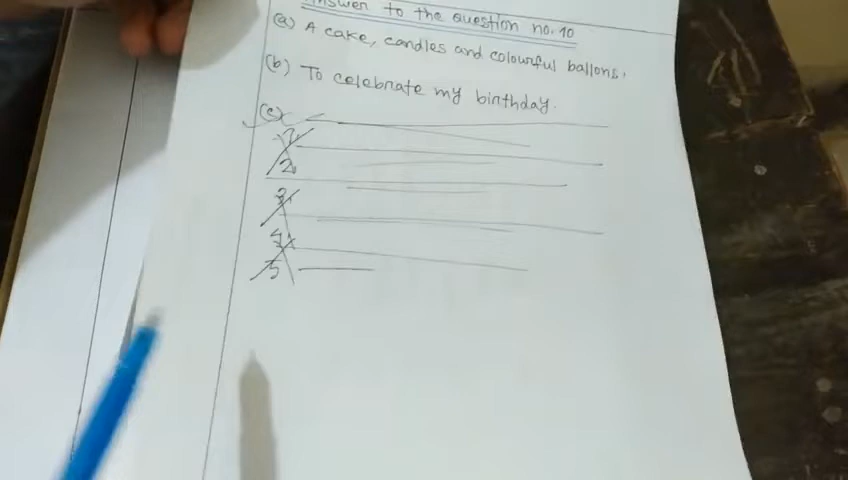 Answer to the question no. 10
(a) A cake, candles and colourful ballons.
(b) To celebrate my birthday.
(c)
1.
2.
3.
4.
5